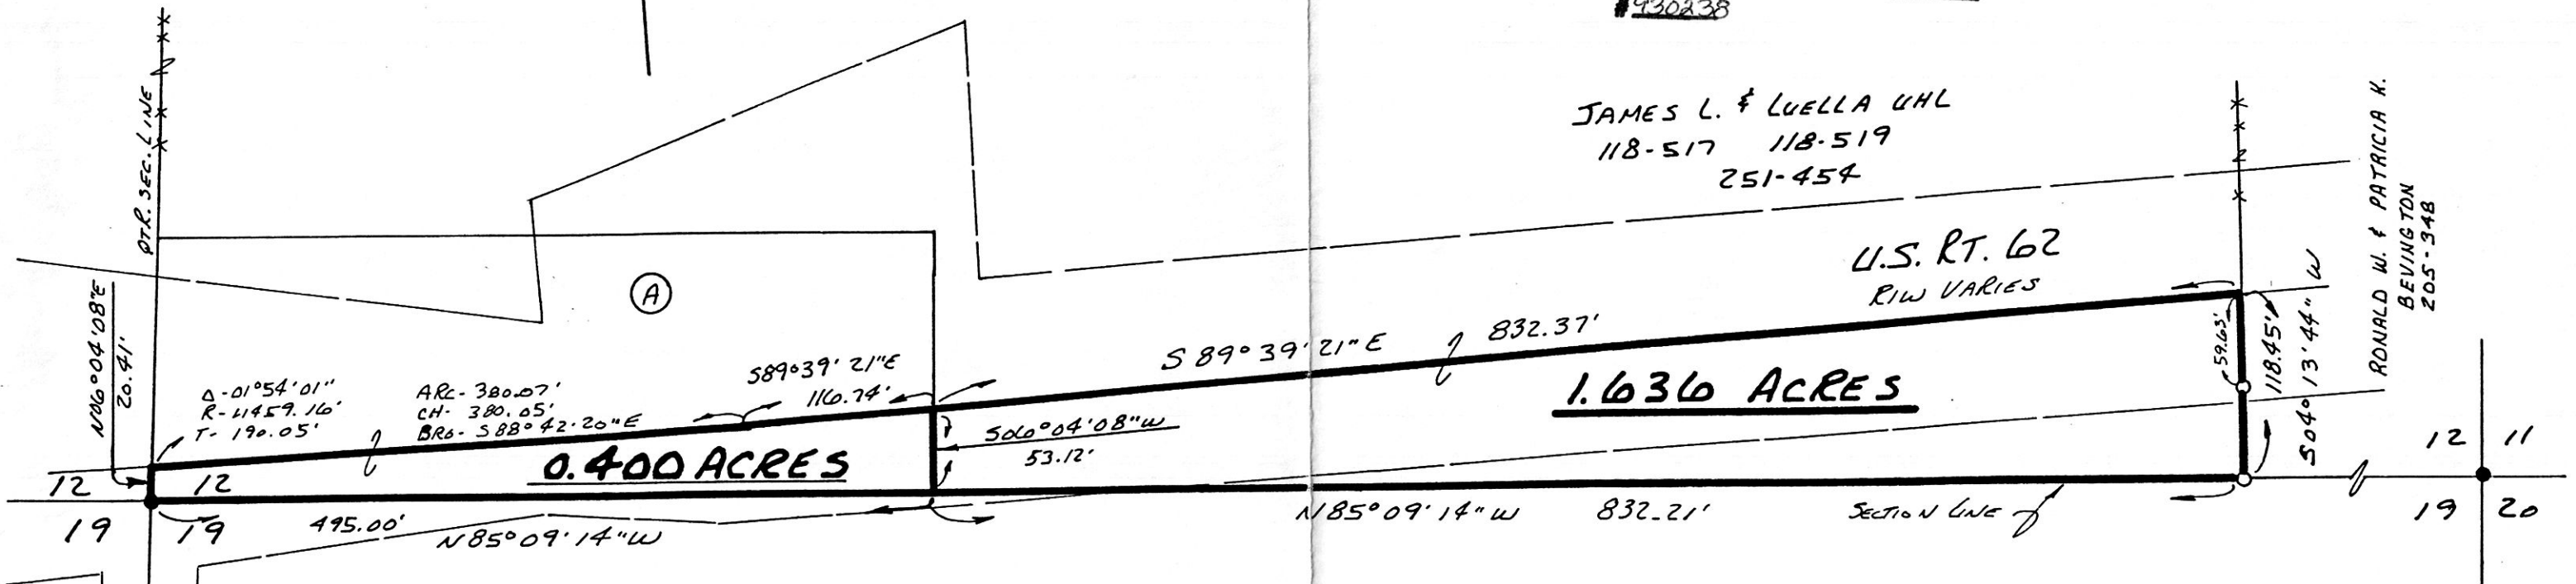 #930238
QTR. SEC. LINE
JAMES L. & LUELLA UHL
118-517 118-519
251-454
U.S. RT. 62
R/W VARIES
RONALD W. & PATRICIA K.
BEVINGTON
205-348
A
N06°04'08"E
20.41'
Δ-01°54'01"
R-11459.16'
T-190.05'
ARC-380.07'
CH-380.05'
BRG-S88°42'20"E
S89°39'21"E
116.74'
S89°39'21"E 832.37'
59.63'
118.45'
S04°13'44"W
0.400 ACRES
1.636 ACRES
S06°04'08"W
53.12'
12 12
19 19
495.00'
N85°09'14"W
N85°09'14"W 832.21' SECTION LINE
12 11
19 20